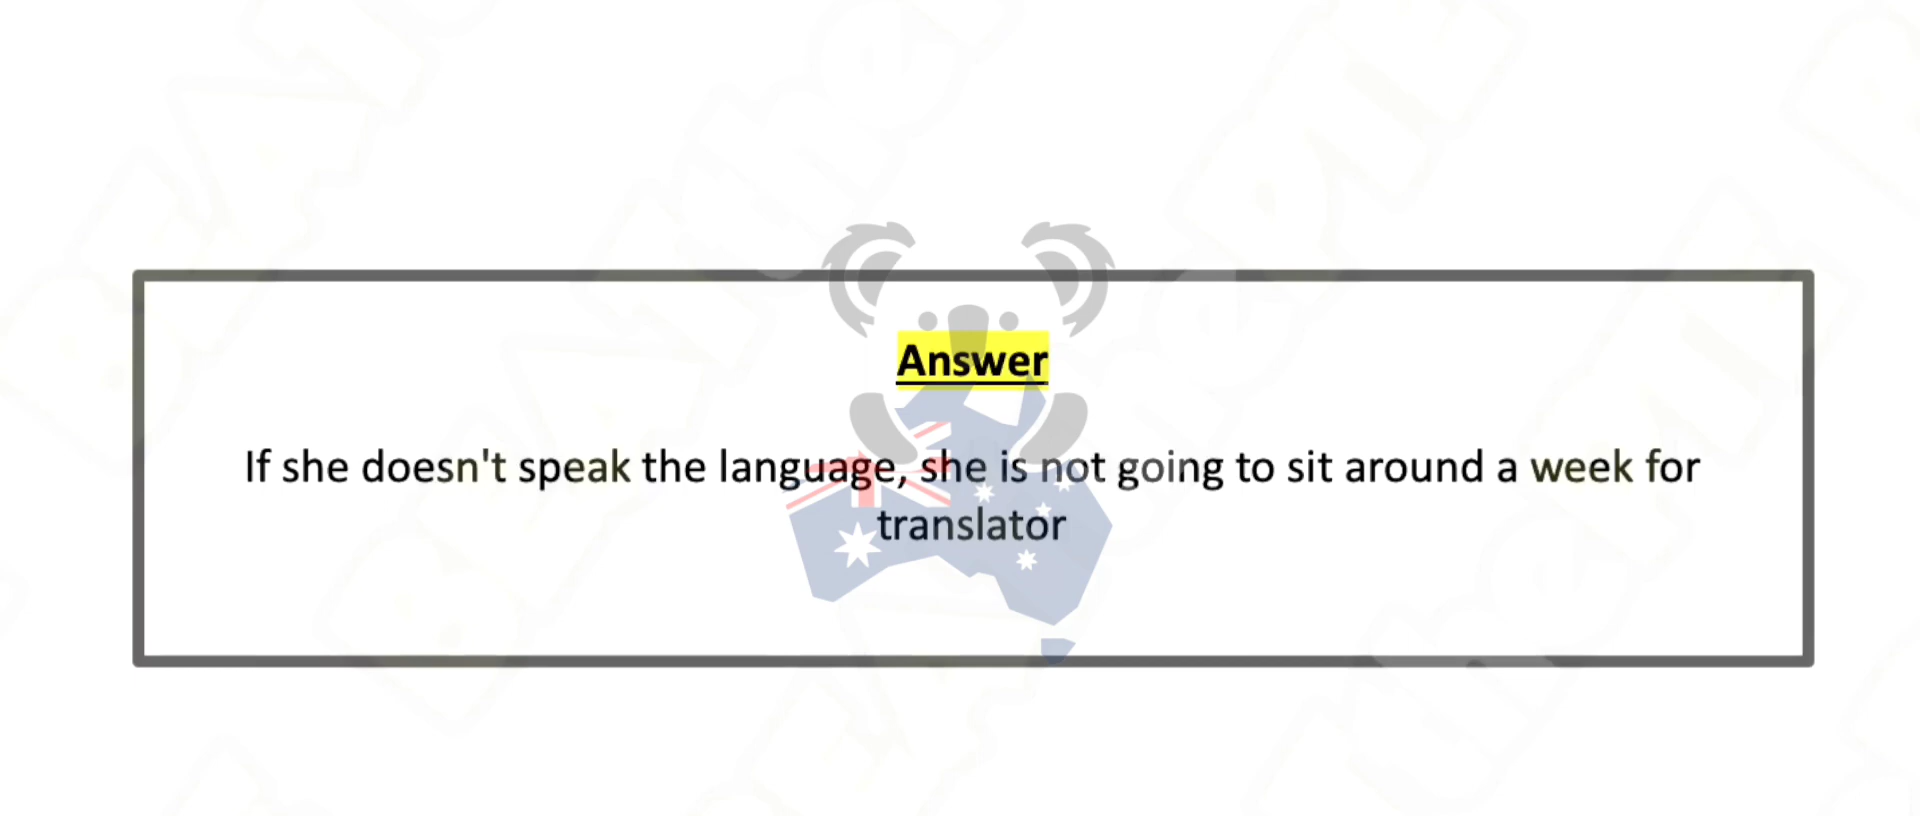 Answer
If she doesn't speak the language, she is not going to sit around a week for
translator